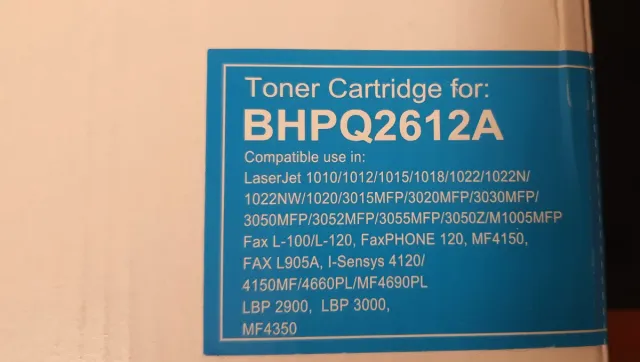 Toner Cartridge for:
BHPQ2612A
Compatible use in:
LaserJet 1010/1012/1015/1018/1022/1022N/
1022NW/1020/3015MFP/3020MFP/3030MFP/
3050MFP/3052MFP/3055MFP/3050Z/M1005MFP
Fax L-100/L-120, FaxPHONE 120, MF4150,
FAX L905A, I-Sensys 4120/
4150MF/4660PL/MF4690PL
LBP 2900, LBP 3000,
MF4350